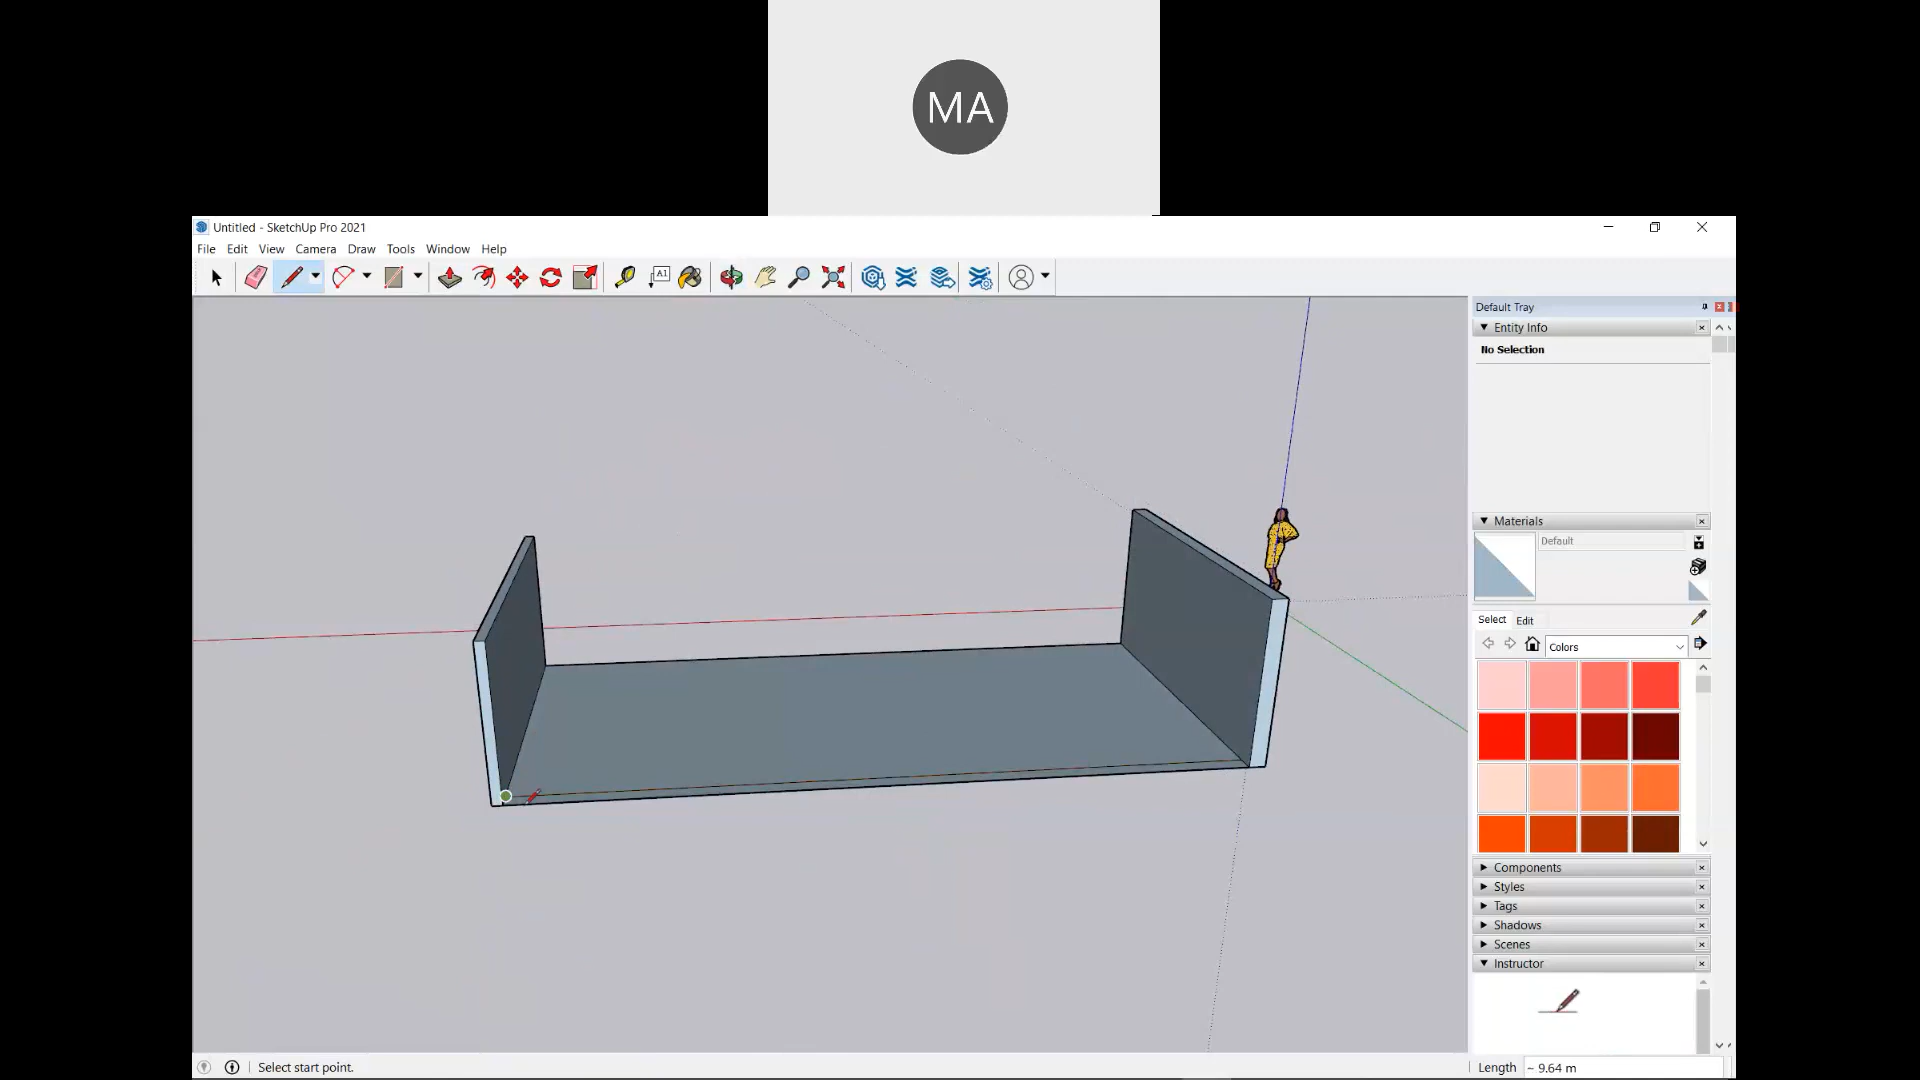 MA
Untitled - SketchUp Pro 2021
File Edit View Camera Draw Tools Window Help
A1
Default Tray
Entity Info
No Selection
Materials
Default
Select Edit
Colors
Components
Styles
Tags
Shadows
Scenes
Instructor
Select start point.
Length ~ 9.64 m